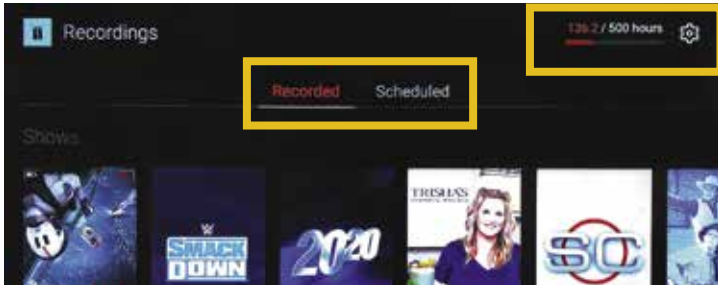 Recordings
136.2 / 500 hours
Recorded Scheduled
Shows
TRISHA'S
W
SMACK
DOWN
2020
SC